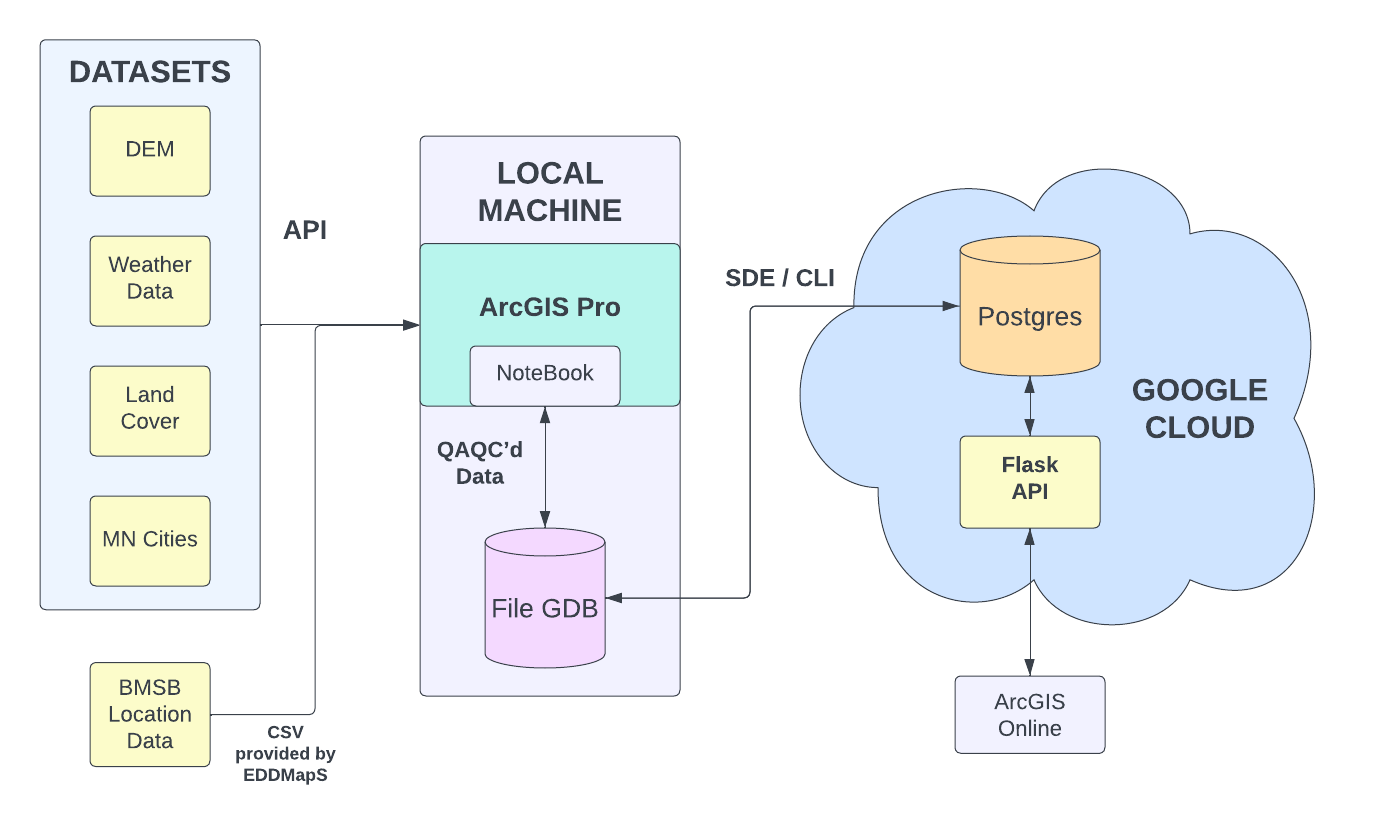 DATASETS
DEM
Weather
Data
Land
Cover
MN Cities
BMSB
Location
Data
API
CSV
provided by
EDDMapS
LOCAL
MACHINE
ArcGIS Pro
NoteBook
QAQC’d
Data
File GDB
SDE / CLI
Postgres
GOOGLE
CLOUD
Flask
API
ArcGIS
Online